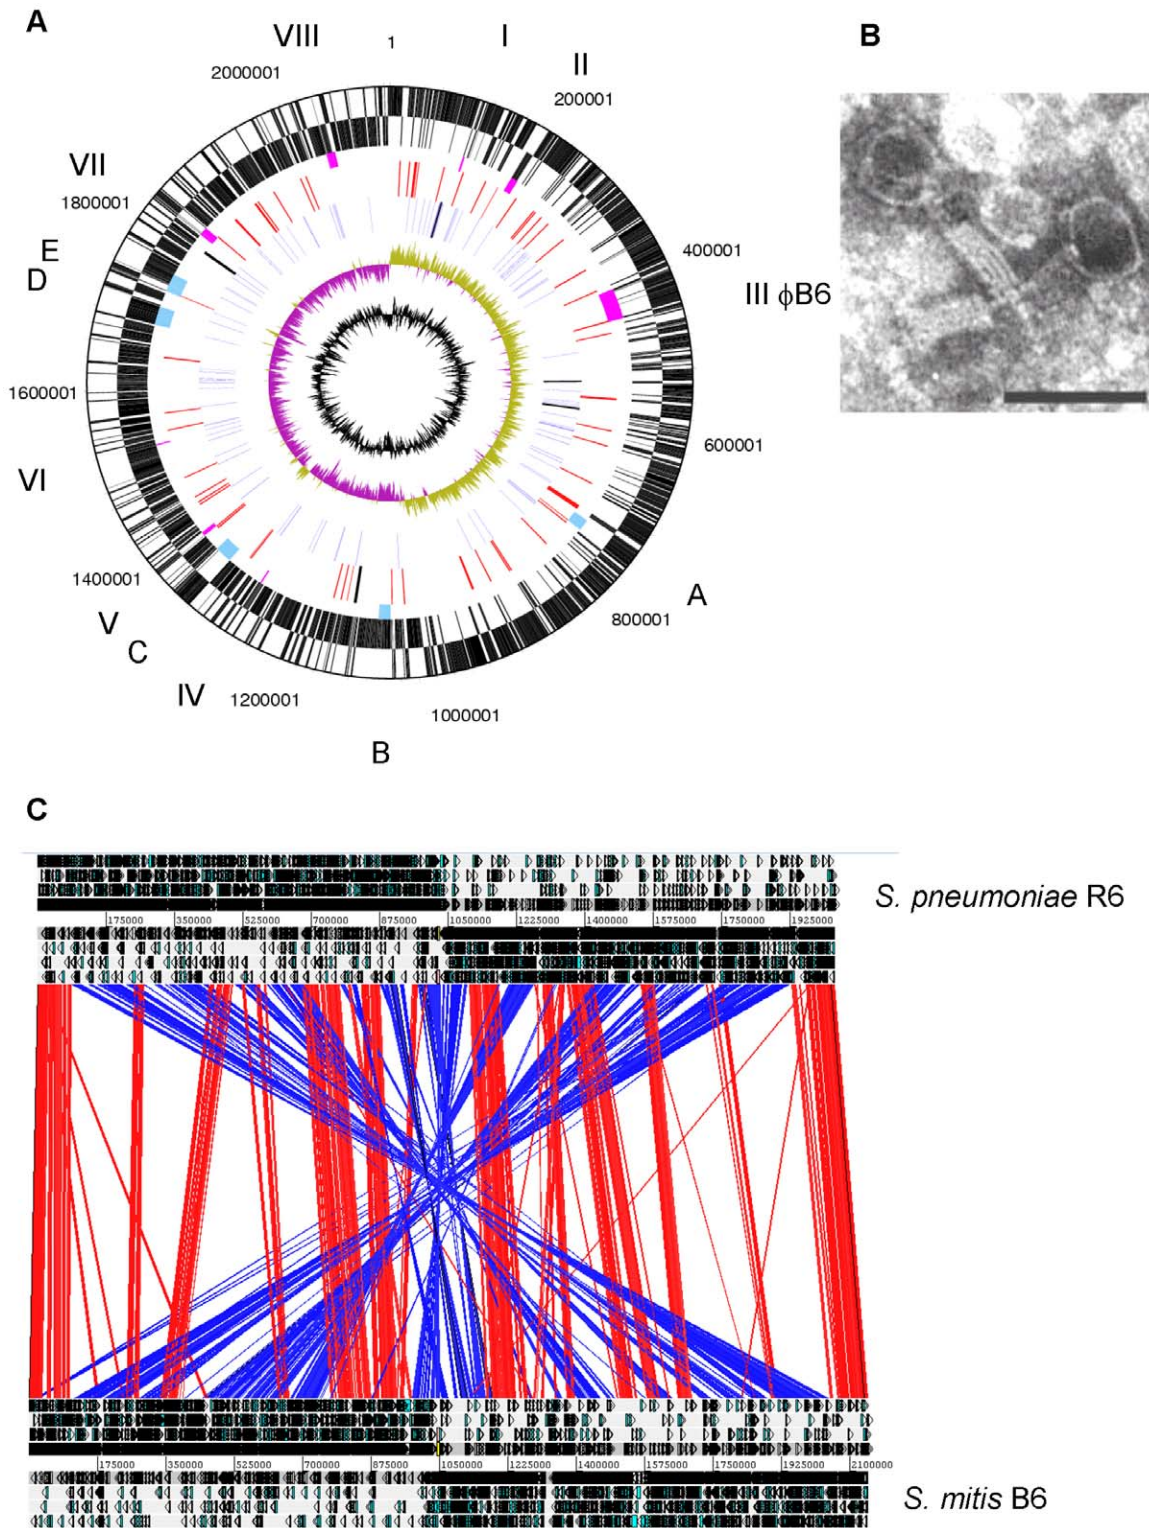 A
B
VIII
1
I
II
2000001
200001
VII
1800001
400001
E
D
III ϕB6
1600001
600001
VI
A
1400001
800001
V
C
IV
1200001
1000001
B
C
S. pneumoniae R6
1750000 350000 525000 700000 875000 1050000 1225000 1400000 1575000 1750000 1925000
175000 350000 525000 700000 875000 1050000 1225000 1400000 1575000 1750000 1925000 2100000
S. mitis B6